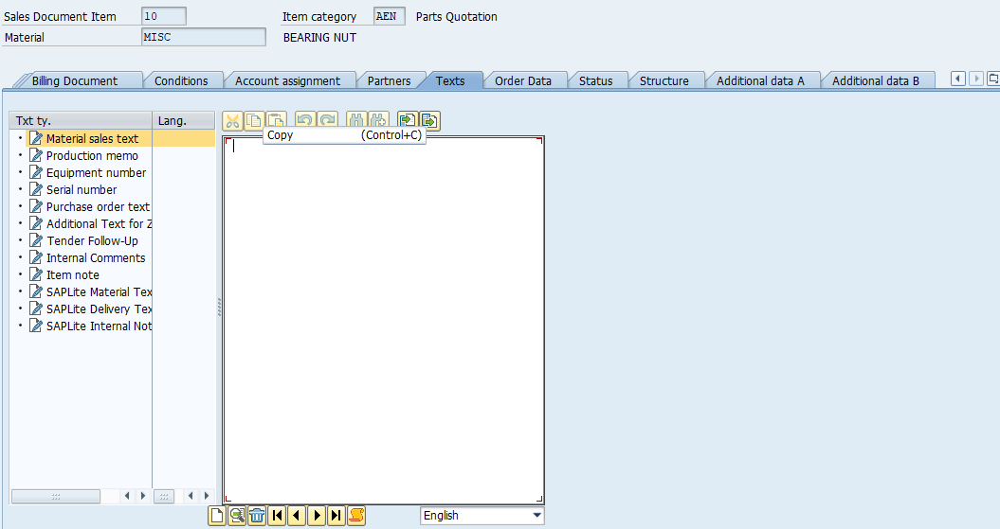 Sales Document Item 10 Item category AEN Parts Quotation
Material MISC BEARING NUT
Billing Document Conditions Account assignment Partners Texts Order Data Status Structure Additional data A Additional data B
Txt ty. Lang.
Copy (Control+C)
Material sales text
Production memo
Equipment number
Serial number
Purchase order text
Additional Text for Z
Tender Follow-Up
Internal Comments
Item note
SAPLite Material Tex
SAPLite Delivery Tex
SAPLite Internal Not
English